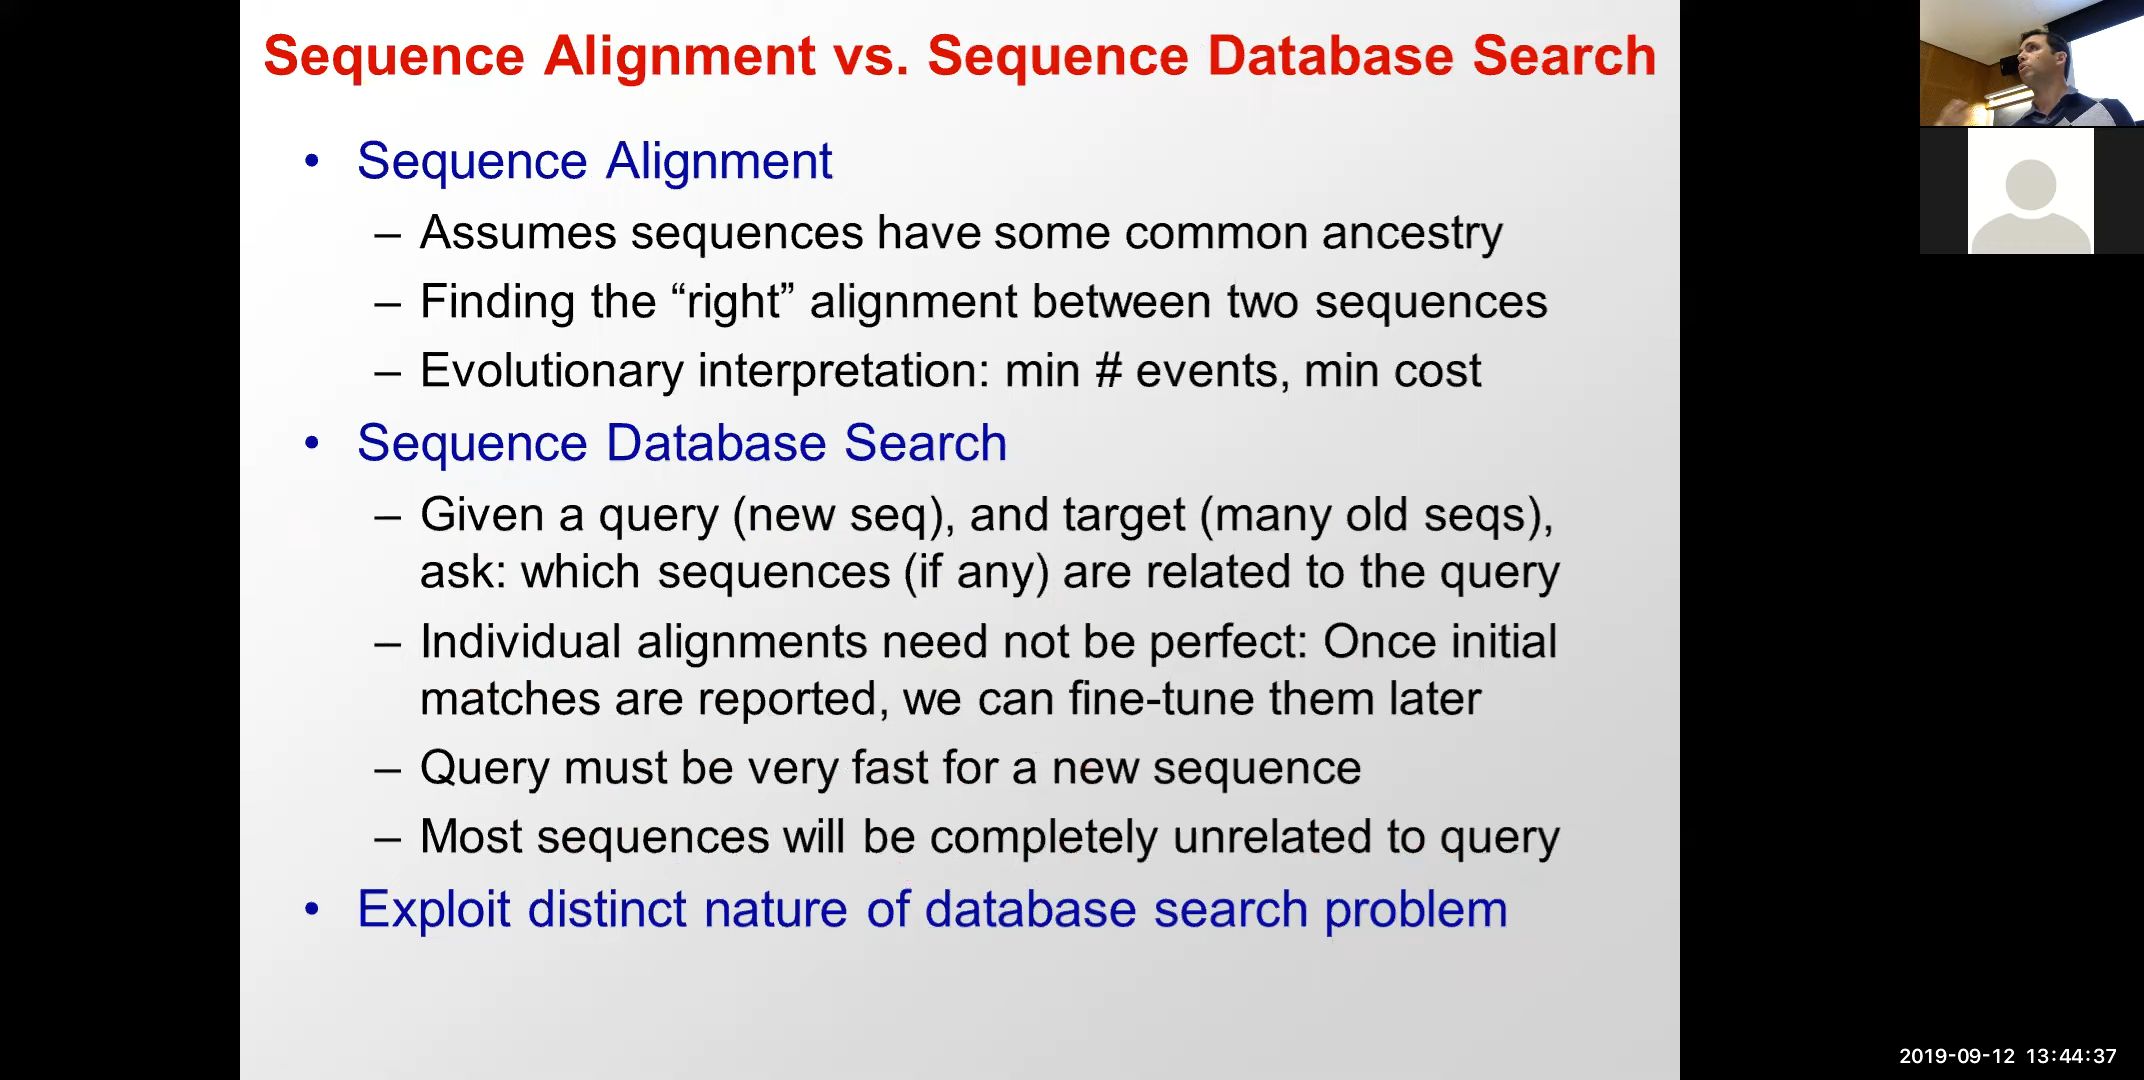 Sequence Alignment vs. Sequence Database Search
• Sequence Alignment
– Assumes sequences have some common ancestry
– Finding the “right” alignment between two sequences
– Evolutionary interpretation: min # events, min cost
• Sequence Database Search
– Given a query (new seq), and target (many old seqs),
ask: which sequences (if any) are related to the query
– Individual alignments need not be perfect: Once initial
matches are reported, we can fine-tune them later
– Query must be very fast for a new sequence
– Most sequences will be completely unrelated to query
• Exploit distinct nature of database search problem
2019-09-12 13:44:37